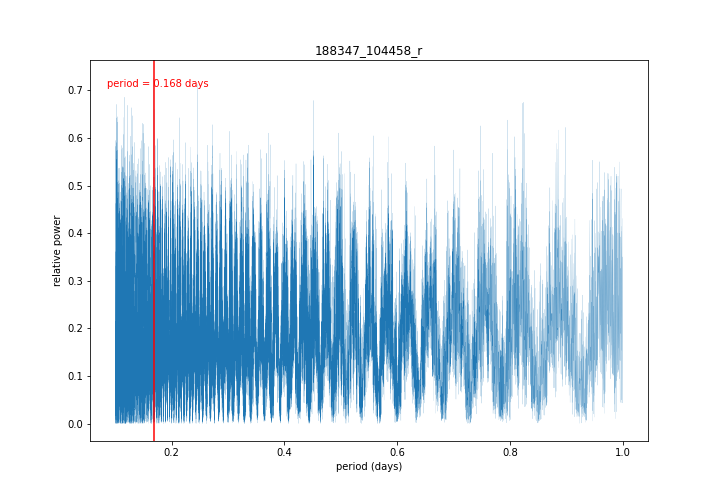 188347_104458_r
period = 0.168 days
relative power
0.7
0.6
0.5
0.4
0.3
0.2
0.1
0.0
0.2 0.4 0.6 0.8 1.0
period (days)